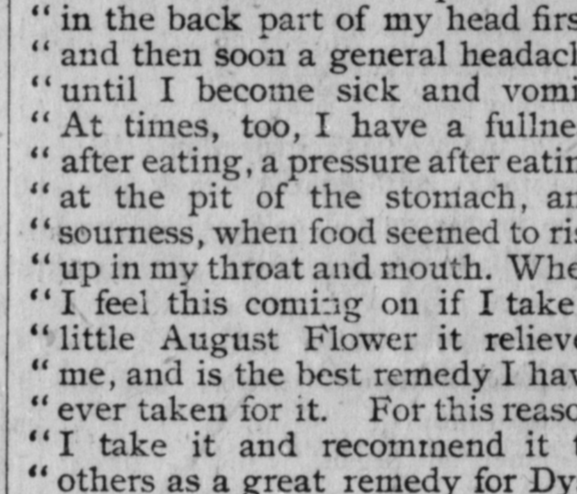 “ in the back part of my head firs
“ and then soon a general headach
“ until I become sick and vomi
“ At times, too, I have a fullne
“ after eating, a pressure after eatin
“ at the pit of the stomach, an
“ sourness, when food seemed to ris
“ up in my throat and mouth. Whe
“ I feel this coming on if I take
“ little August Flower it relieve
“ me, and is the best remedy I hav
“ ever taken for it. For this reaso
“ I take it and recommend it t
“ others as a great remedy for Dy